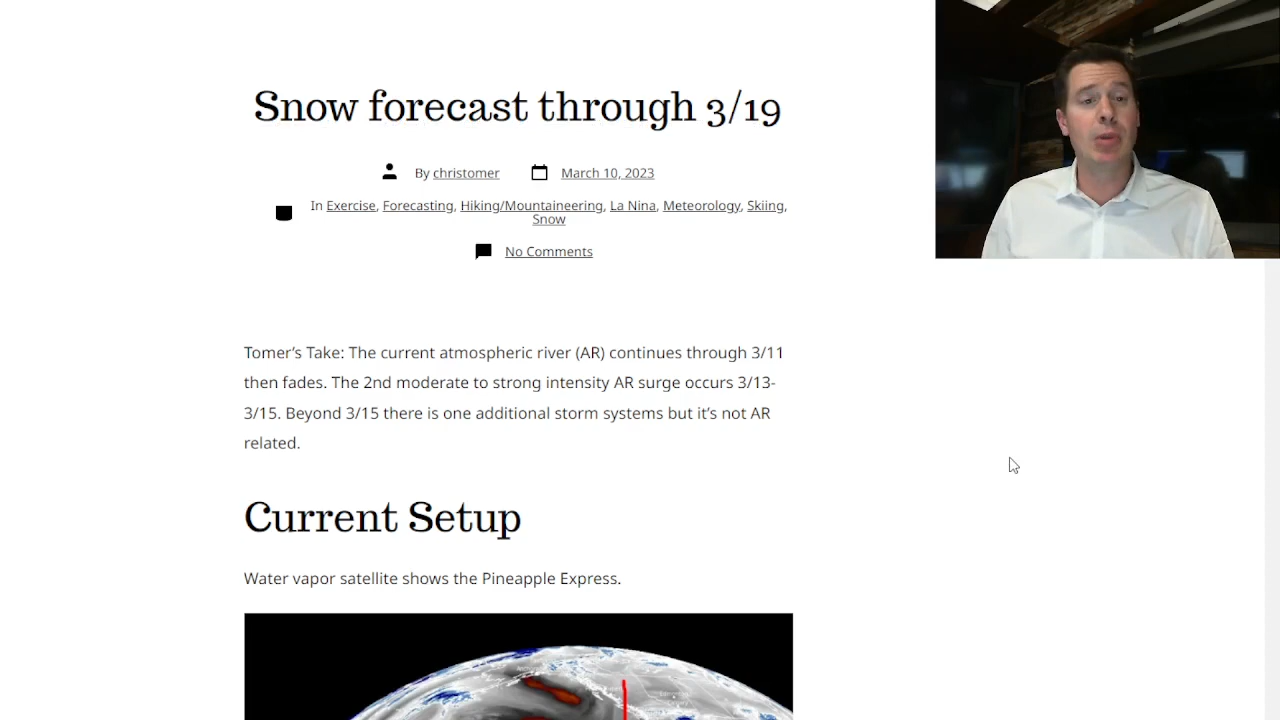 Snow forecast through 3/19
By christomer March 10, 2023
In Exercise, Forecasting, Hiking/Mountaineering, La Nina, Meteorology, Skiing,
Snow
No Comments
Tomer’s Take: The current atmospheric river (AR) continues through 3/11
then fades. The 2nd moderate to strong intensity AR surge occurs 3/13-
3/15. Beyond 3/15 there is one additional storm systems but it’s not AR
related.
Current Setup
Water vapor satellite shows the Pineapple Express.